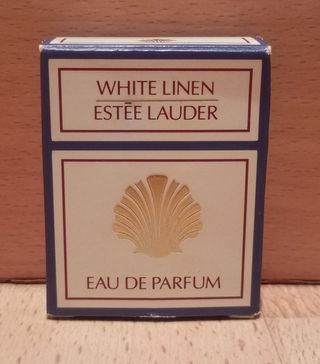 WHITE LINEN
ESTĒE LAUDER
EAU DE PARFUM